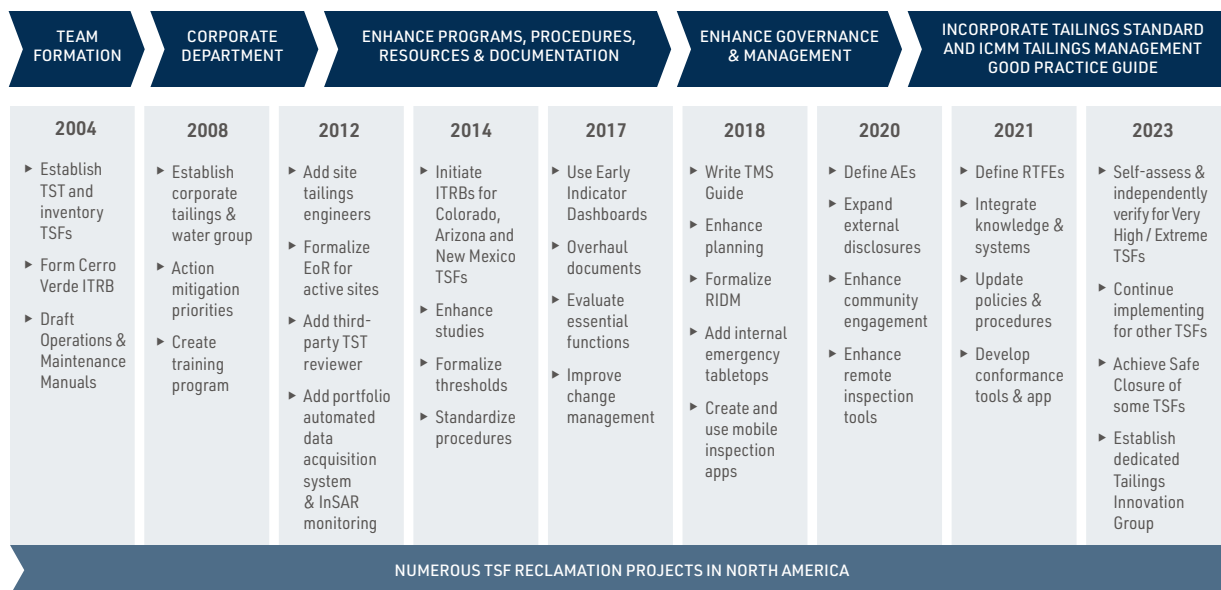 TEAM
FORMATION
CORPORATE
DEPARTMENT
ENHANCE PROGRAMS, PROCEDURES,
RESOURCES & DOCUMENTATION
ENHANCE GOVERNANCE
& MANAGEMENT
INCORPORATE TAILINGS STANDARD
AND ICMM TAILINGS MANAGEMENT
GOOD PRACTICE GUIDE
2004
► Establish
TST and
inventory
TSFs
► Form Cerro
Verde ITRB
► Draft
Operations &
Maintenance
Manuals
2008
► Establish
corporate
tailings &
water group
► Action
mitigation
priorities
► Create
training
program
2012
► Add site
tailings
engineers
► Formalize
EoR for
active sites
► Add third-
party TST
reviewer
► Add portfolio
automated
data
acquisition
system
& InSAR
monitoring
2014
► Initiate
ITRBs for
Colorado,
Arizona and
New Mexico
TSFs
► Enhance
studies
► Formalize
thresholds
► Standardize
procedures
2017
► Use Early
Indicator
Dashboards
► Overhaul
documents
► Evaluate
essential
functions
► Improve
change
management
2018
► Write TMS
Guide
► Enhance
planning
► Formalize
RIDM
► Add internal
emergency
tabletops
► Create and
use mobile
inspection
apps
2020
► Define AEs
► Expand
external
disclosures
► Enhance
community
engagement
► Enhance
remote
inspection
tools
2021
► Define RTFEs
► Integrate
knowledge &
systems
► Update
policies &
procedures
► Develop
conformance
tools & app
2023
► Self-assess &
independently
verify for Very
High / Extreme
TSFs
► Continue
implementing
for other TSFs
► Achieve Safe
Closure of
some TSFs
► Establish
dedicated
Tailings
Innovation
Group
NUMEROUS TSF RECLAMATION PROJECTS IN NORTH AMERICA